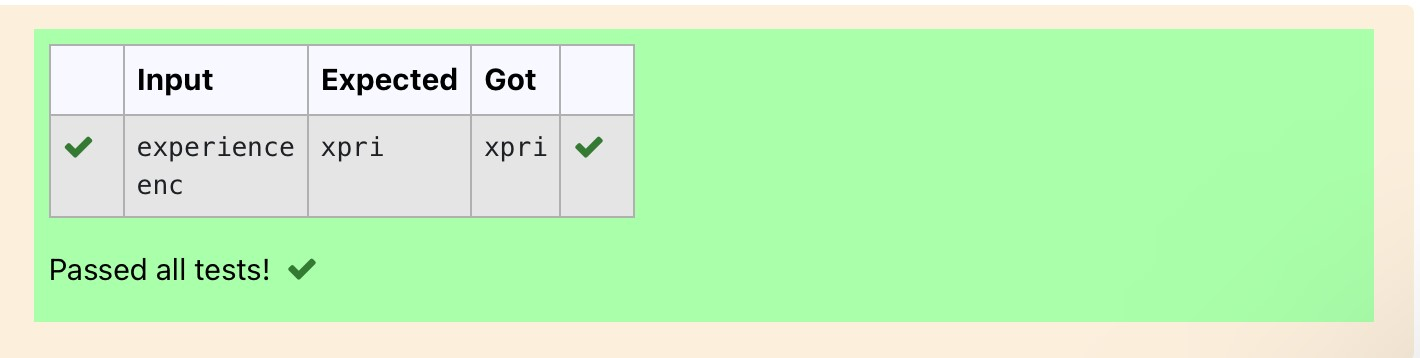 Input Expected Got
experience xpri xpri
enc
Passed all tests!